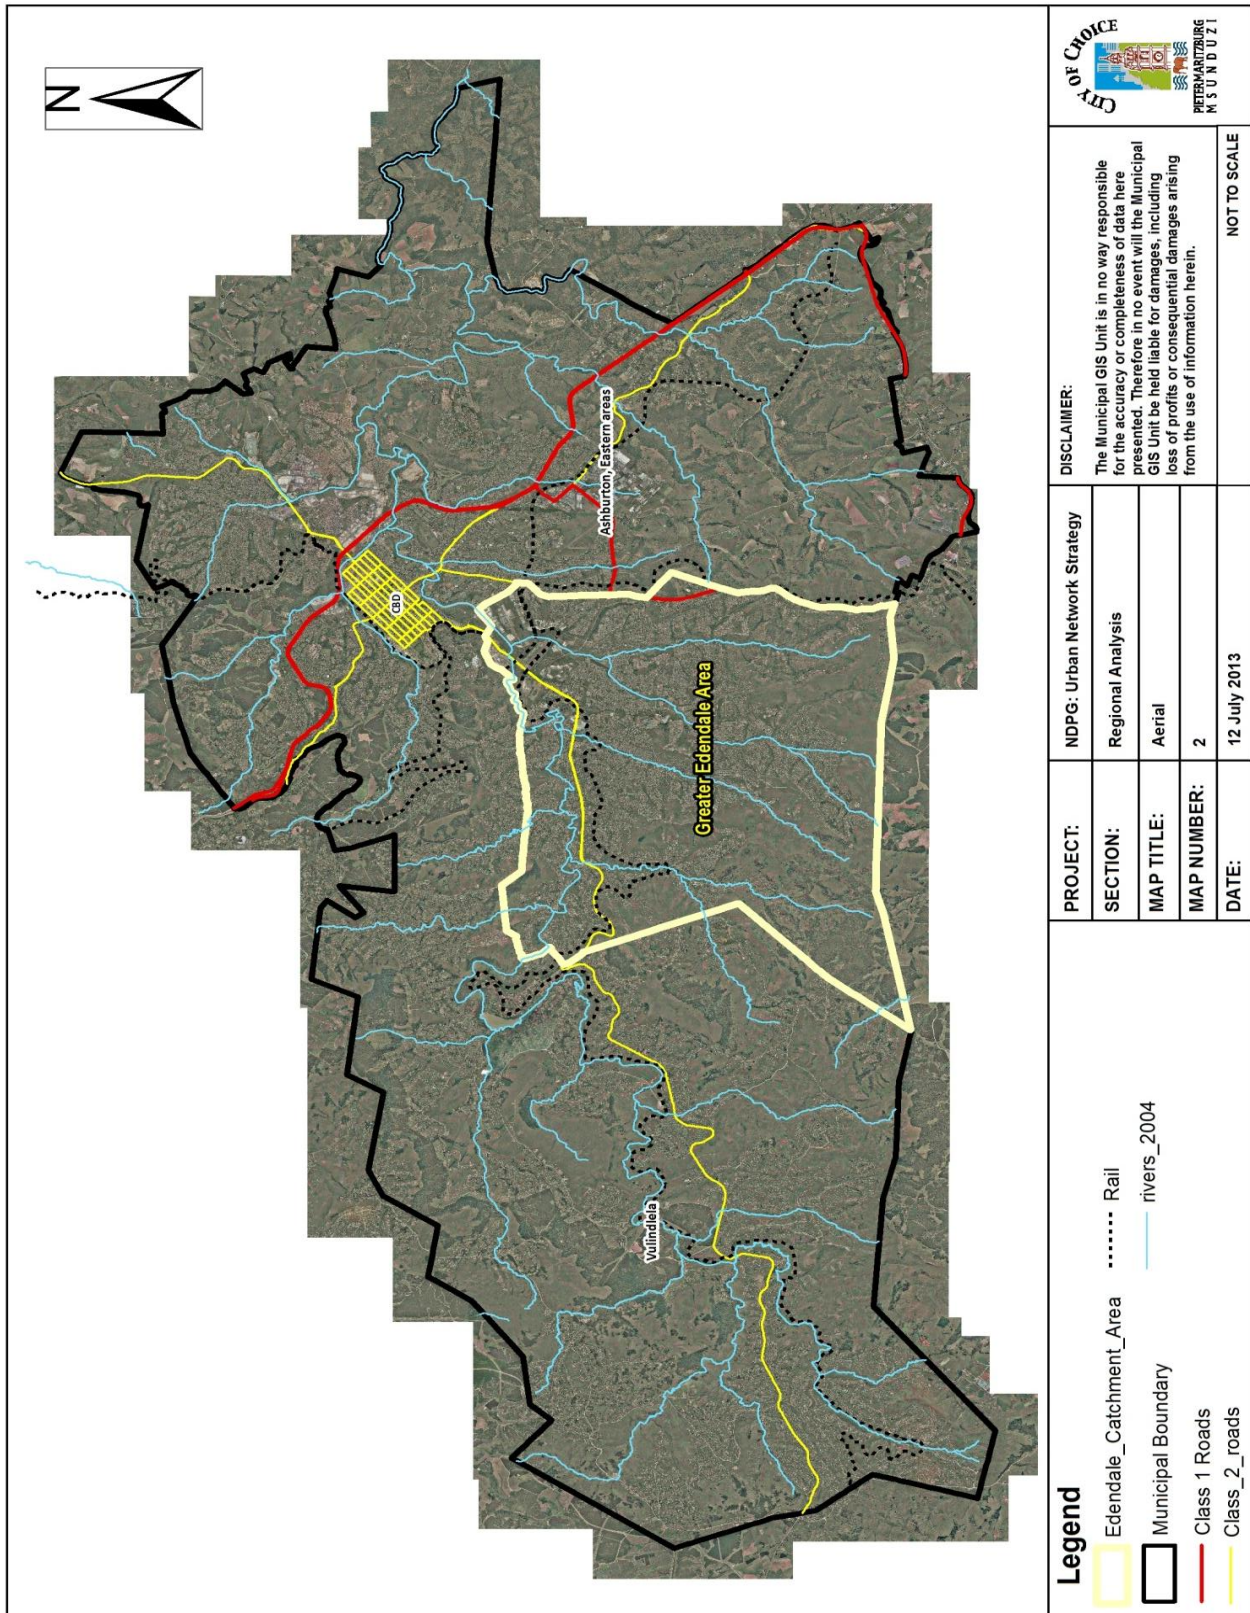 N
CBD
Ashburton, Eastern areas
Greater Edendale Area
Vulindlela
Legend
Edendale_Catchment_Area
Municipal Boundary
Class 1 Roads
Class_2_roads
Rail
rivers_2004
PROJECT: NDPG: Urban Network Strategy
SECTION: Regional Analysis
MAP TITLE: Aerial
MAP NUMBER: 2
DATE: 12 July 2013
DISCLAIMER:
The Municipal GIS Unit is in no way responsible
for the accuracy or completeness of data here
presented. Therefore in no event will the Municipal
GIS Unit be held liable for damages, including
loss of profits or consequential damages arising
from the use of information herein.
NOT TO SCALE
CITY OF CHOICE
PIETERMARITZBURG
MSUNDUZI